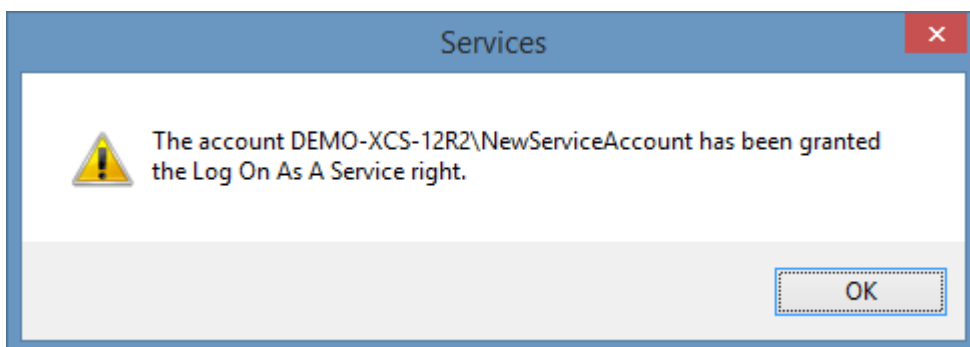 Services
The account DEMO-XCS-12R2\NewServiceAccount has been granted
the Log On As A Service right.
OK